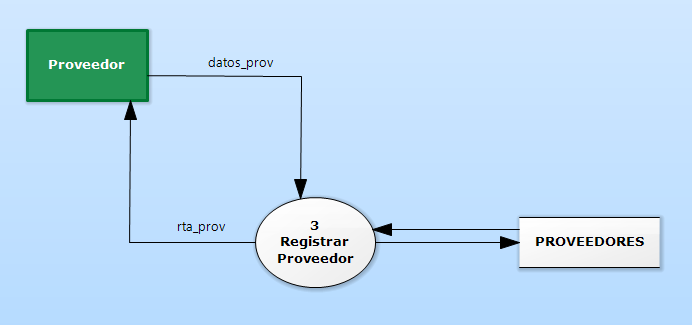 Proveedor
datos_prov
rta_prov
3
Registrar
Proveedor
PROVEEDORES